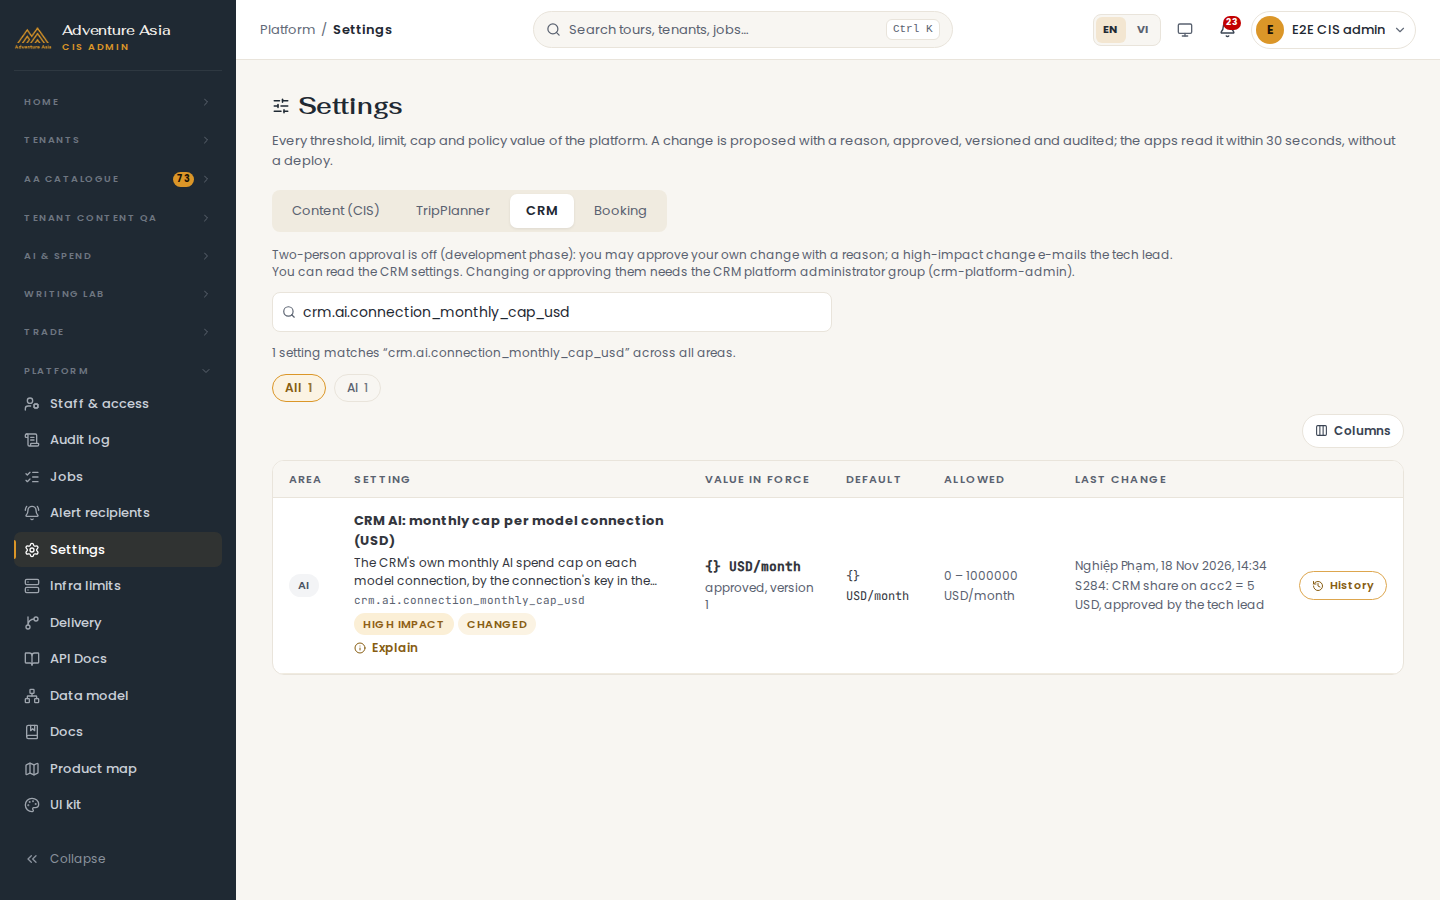 Adventure Asia
CIS ADMIN
Adventure Asia
HOME
TENANTS
AA CATALOGUE 73
TENANT CONTENT QA
AI & SPEND
WRITING LAB
TRADE
PLATFORM
Staff & access
Audit log
Jobs
Alert recipients
Settings
Infra limits
Delivery
API Docs
Data model
Docs
Product map
UI kit
Collapse
Platform / Settings
Search tours, tenants, jobs...
Ctrl K
EN VI
23
E E2E CIS admin
Settings
Every threshold, limit, cap and policy value of the platform. A change is proposed with a reason, approved, versioned and audited; the apps read it within 30 seconds, without
a deploy.
Content (CIS) TripPlanner CRM Booking
Two-person approval is off (development phase): you may approve your own change with a reason; a high-impact change e-mails the tech lead.
You can read the CRM settings. Changing or approving them needs the CRM platform administrator group (crm-platform-admin).
crm.ai.connection_monthly_cap_usd
1 setting matches “crm.ai.connection_monthly_cap_usd” across all areas.
All 1 AI 1
Columns
AREA SETTING VALUE IN FORCE DEFAULT ALLOWED LAST CHANGE
AI
CRM AI: monthly cap per model connection
(USD)
The CRM's own monthly AI spend cap on each
model connection, by the connection's key in the...
crm.ai.connection_monthly_cap_usd
HIGH IMPACT CHANGED
Explain
{} USD/month
approved, version
1
{}
USD/month
0 – 1000000
USD/month
Nghiệp Phạm, 18 Nov 2026, 14:34
S284: CRM share on acc2 = 5
USD, approved by the tech lead
History